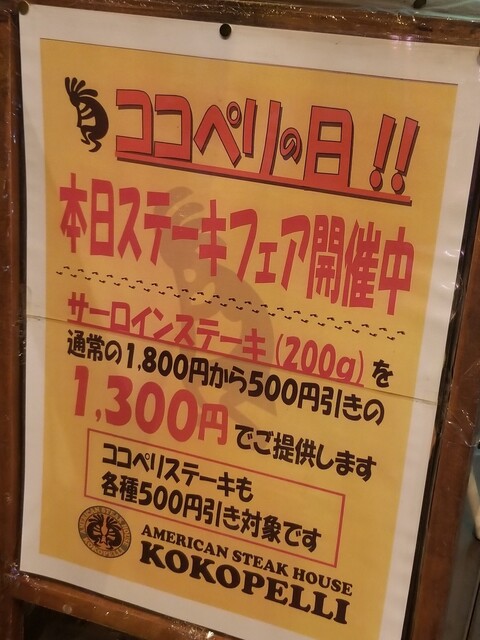 ココペリの日!!
本日ステーキフェア開催中
サーロインステーキ(200g)を
通常の1,800円から500円引きの
1,300円でご提供します
ココペリステーキも
各種500円引き対象です
AMERICAN STEAK HOUSE
KOKOPELLI